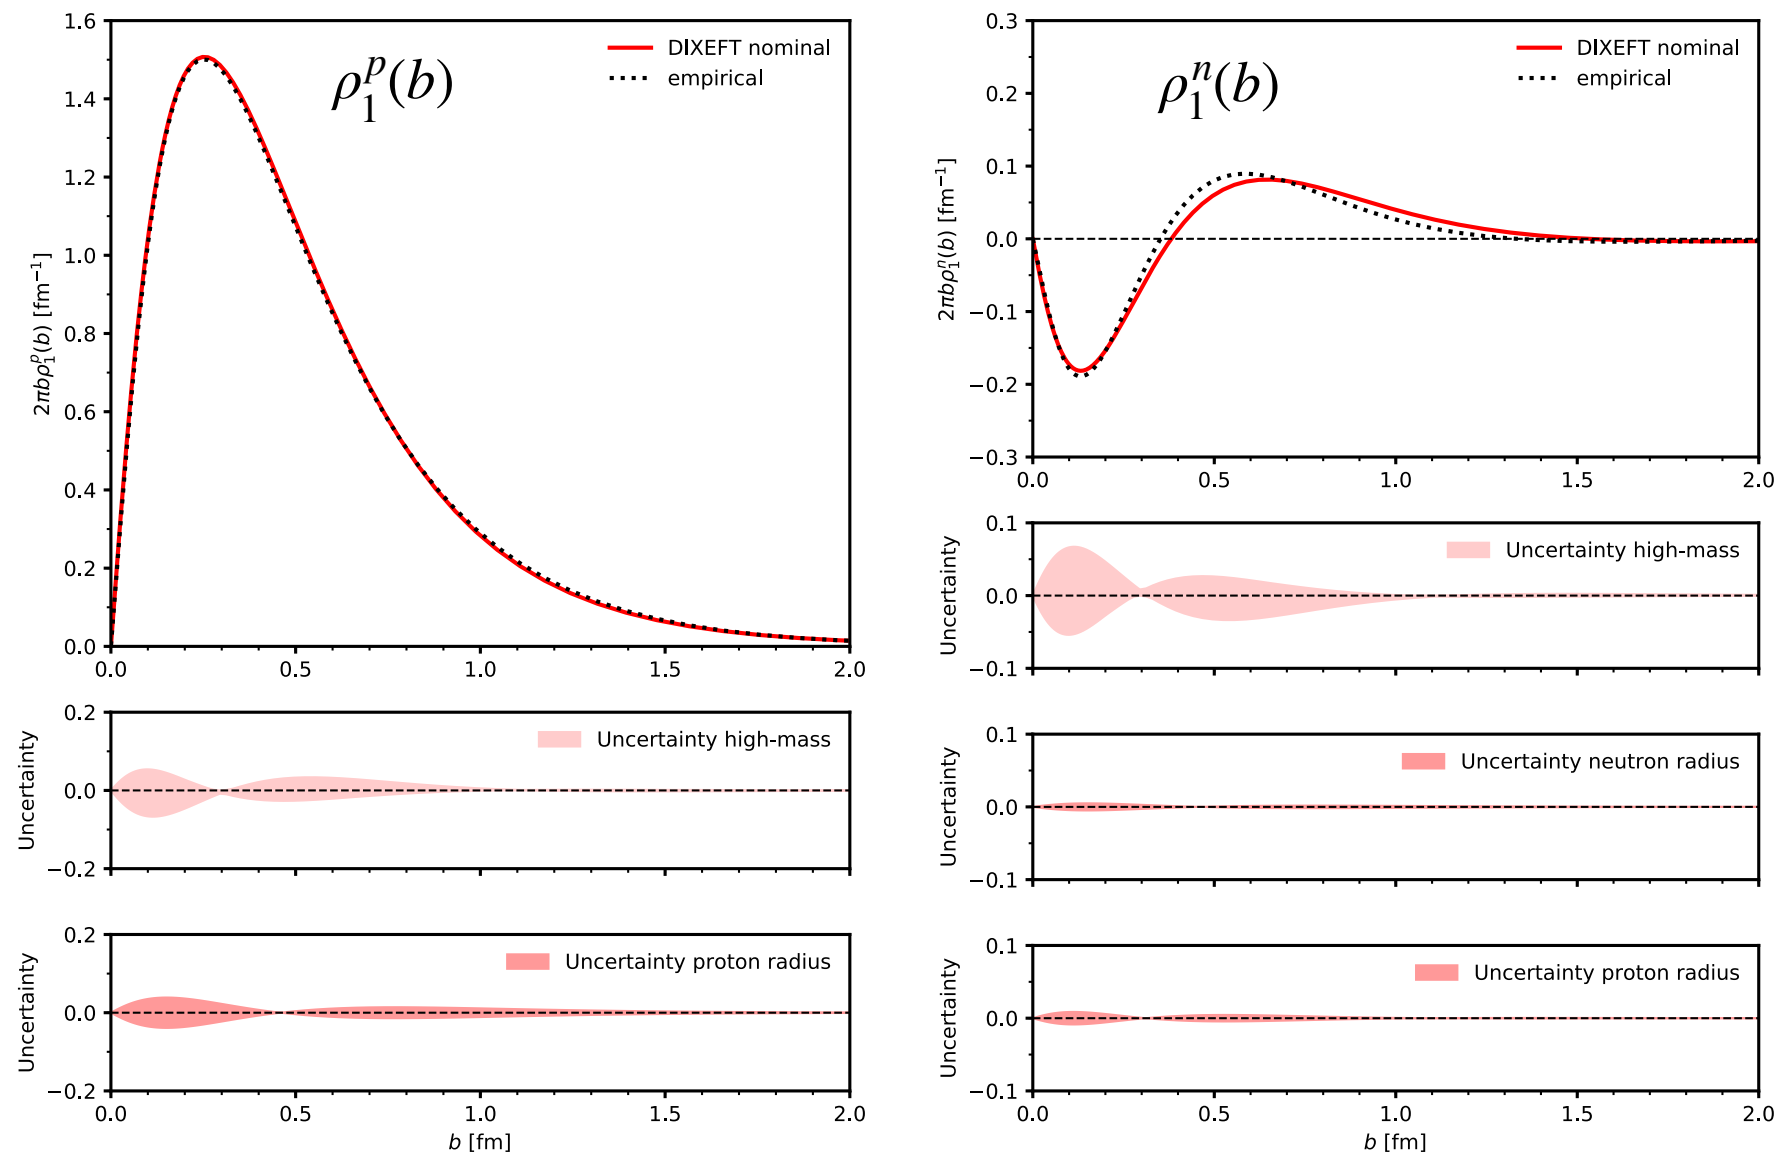 1.6
1.4
1.2
1.0
0.8
0.6
0.4
0.2
0.0
2πbρ₁ᵖ(b) [fm⁻¹]
DIXEFT nominal
empirical
ρ₁ᵖ(b)
0.0 0.5 1.0 1.5 2.0
0.2
0.0
−0.2
Uncertainty
Uncertainty high-mass
0.2
0.0
−0.2
Uncertainty
Uncertainty proton radius
0.0 0.5 1.0 1.5 2.0
b [fm]
0.3
0.2
0.1
0.0
−0.1
−0.2
−0.3
2πbρ₁ⁿ(b) [fm⁻¹]
DIXEFT nominal
empirical
ρ₁ⁿ(b)
0.0 0.5 1.0 1.5 2.0
0.1
0.0
−0.1
Uncertainty
Uncertainty high-mass
0.1
0.0
−0.1
Uncertainty
Uncertainty neutron radius
0.1
0.0
−0.1
Uncertainty
Uncertainty proton radius
0.0 0.5 1.0 1.5 2.0
b [fm]